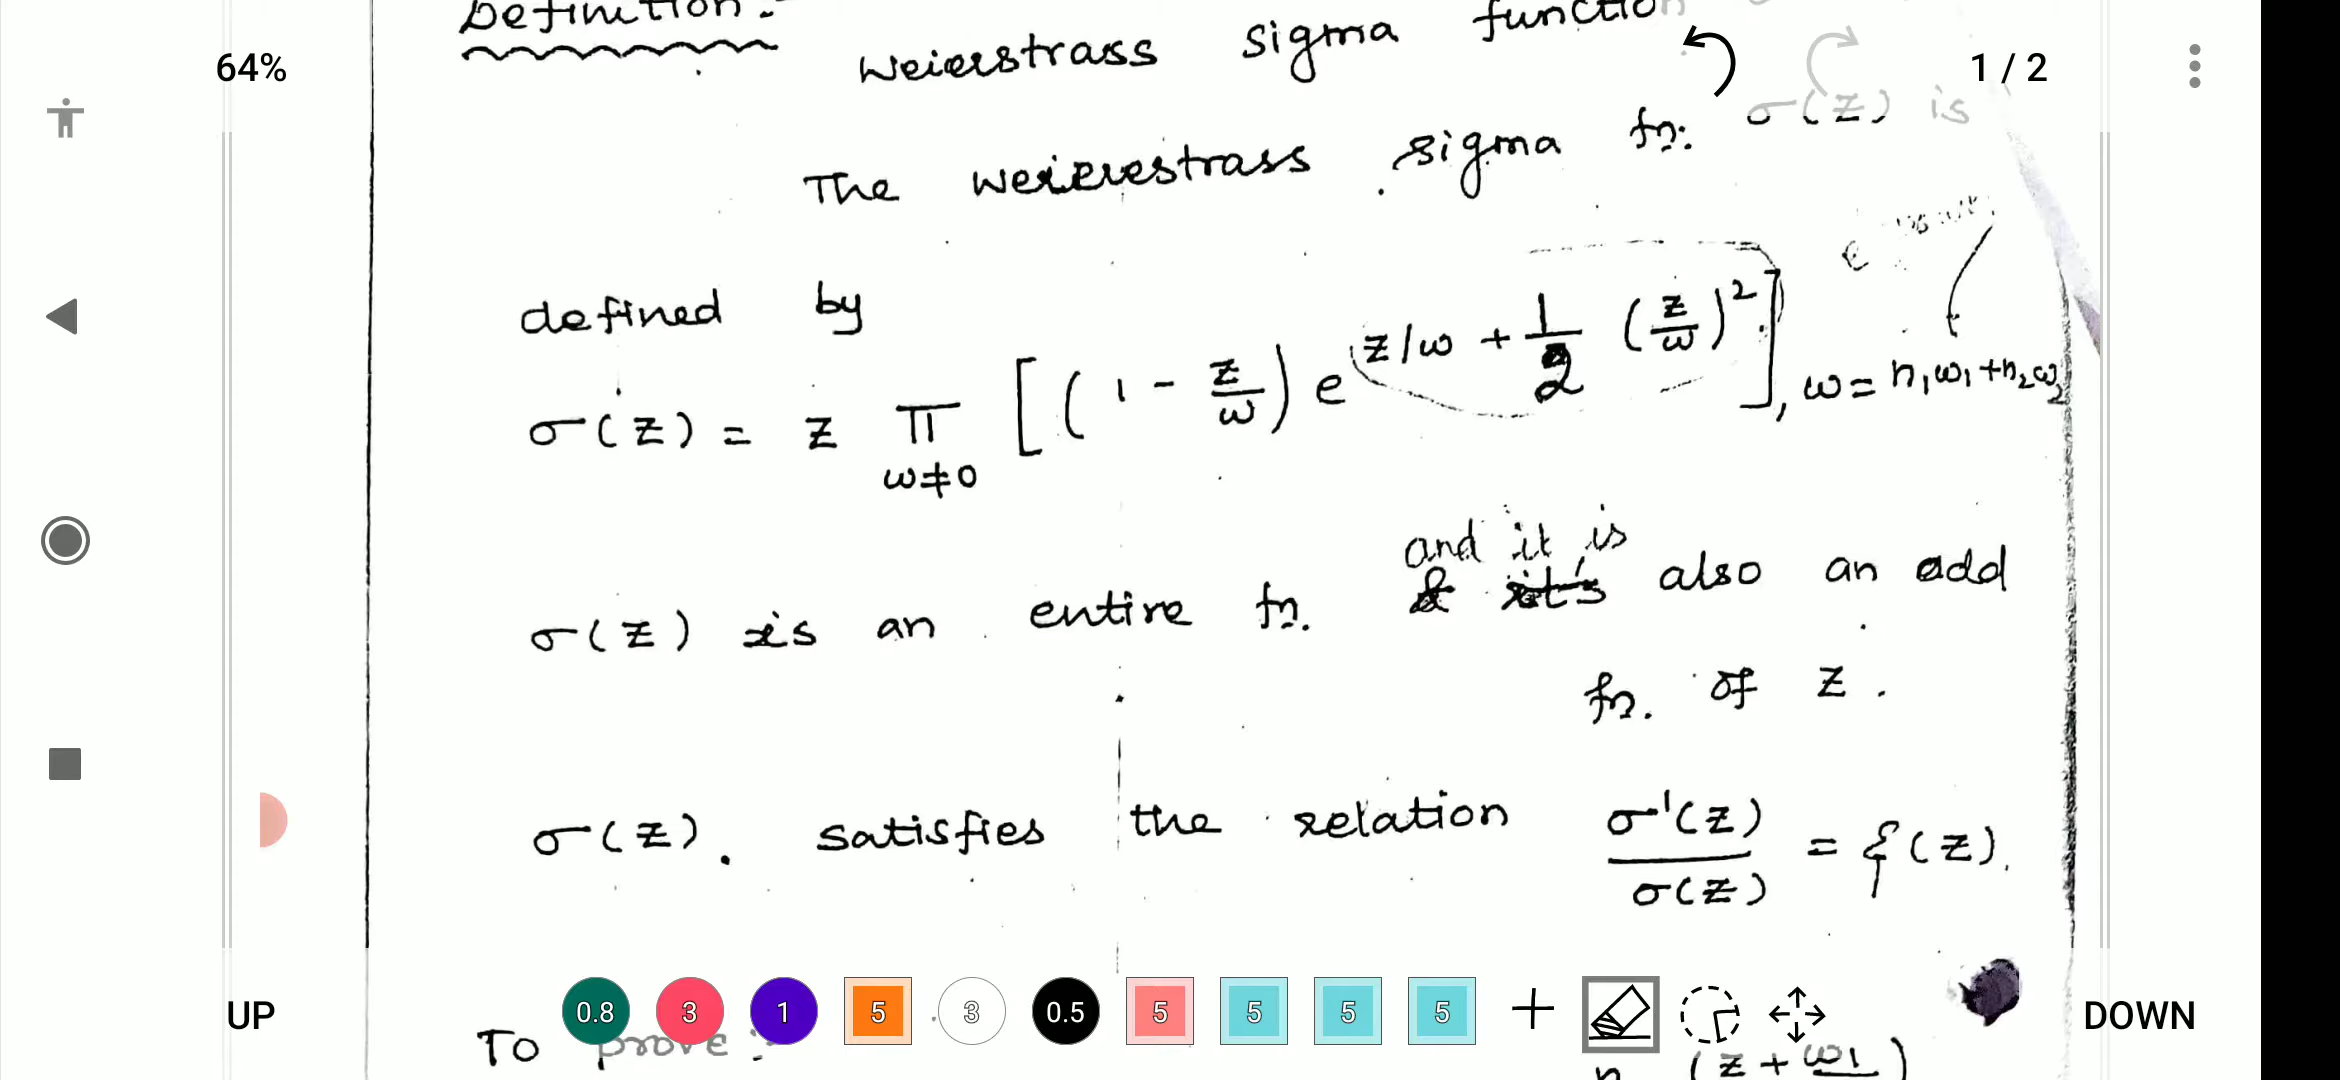 Definition :-
64%
Weierstrass sigma function
1 / 2
The weierestrass sigma fn: σ(z) is
defined by
σ(z) = z π [(1 - z/ω) e^{z/ω + 1/2 (z/ω)^2}], ω = n₁ω₁+n₂ω₂
ω≠0
and it is
σ(z) is an entire fn. & it's also an odd
fn. of z.
σ(z). satisfies the relation σ'(z)/σ(z) = ξ(z).
UP
0.8 3 1 5 3 0.5 5 5 5 5
DOWN
To prove :-
(z + ω₁